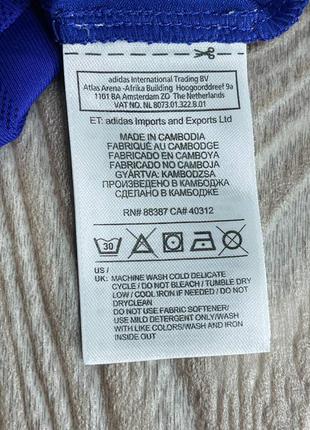 adidas International Trading BV
Atlas Arena -Afrika Building Hoogoorddreef 9a
1101 BA Amsterdam ZO The Netherlands
VAT NO. NL 8073.01.322.B.01
ET: adidas Imports and Exports Ltd
MADE IN CAMBODIA
FABRIQUÉ AU CAMBODGE
FABRICADO EN CAMBOYA
FABRICADO NO CAMBOJA
GYÁRTVA: KAMBODZSA
ПРОИЗВЕДЕНО В КАМБОДЖА
СДЕЛАНО В КАМБОДЖЕ
RN# 88387 CA# 40312
30
US /
UK: MACHINE WASH COLD DELICATE
CYCLE / DO NOT BLEACH / TUMBLE DRY
LOW / COOL IRON IF NEEDED / DO NOT
DRYCLEAN
DO NOT USE FABRIC SOFTENER/
USE MILD DETERGENT ONLY/WASH
WITH LIKE COLORS/WASH AND IRON
INSIDE OUT